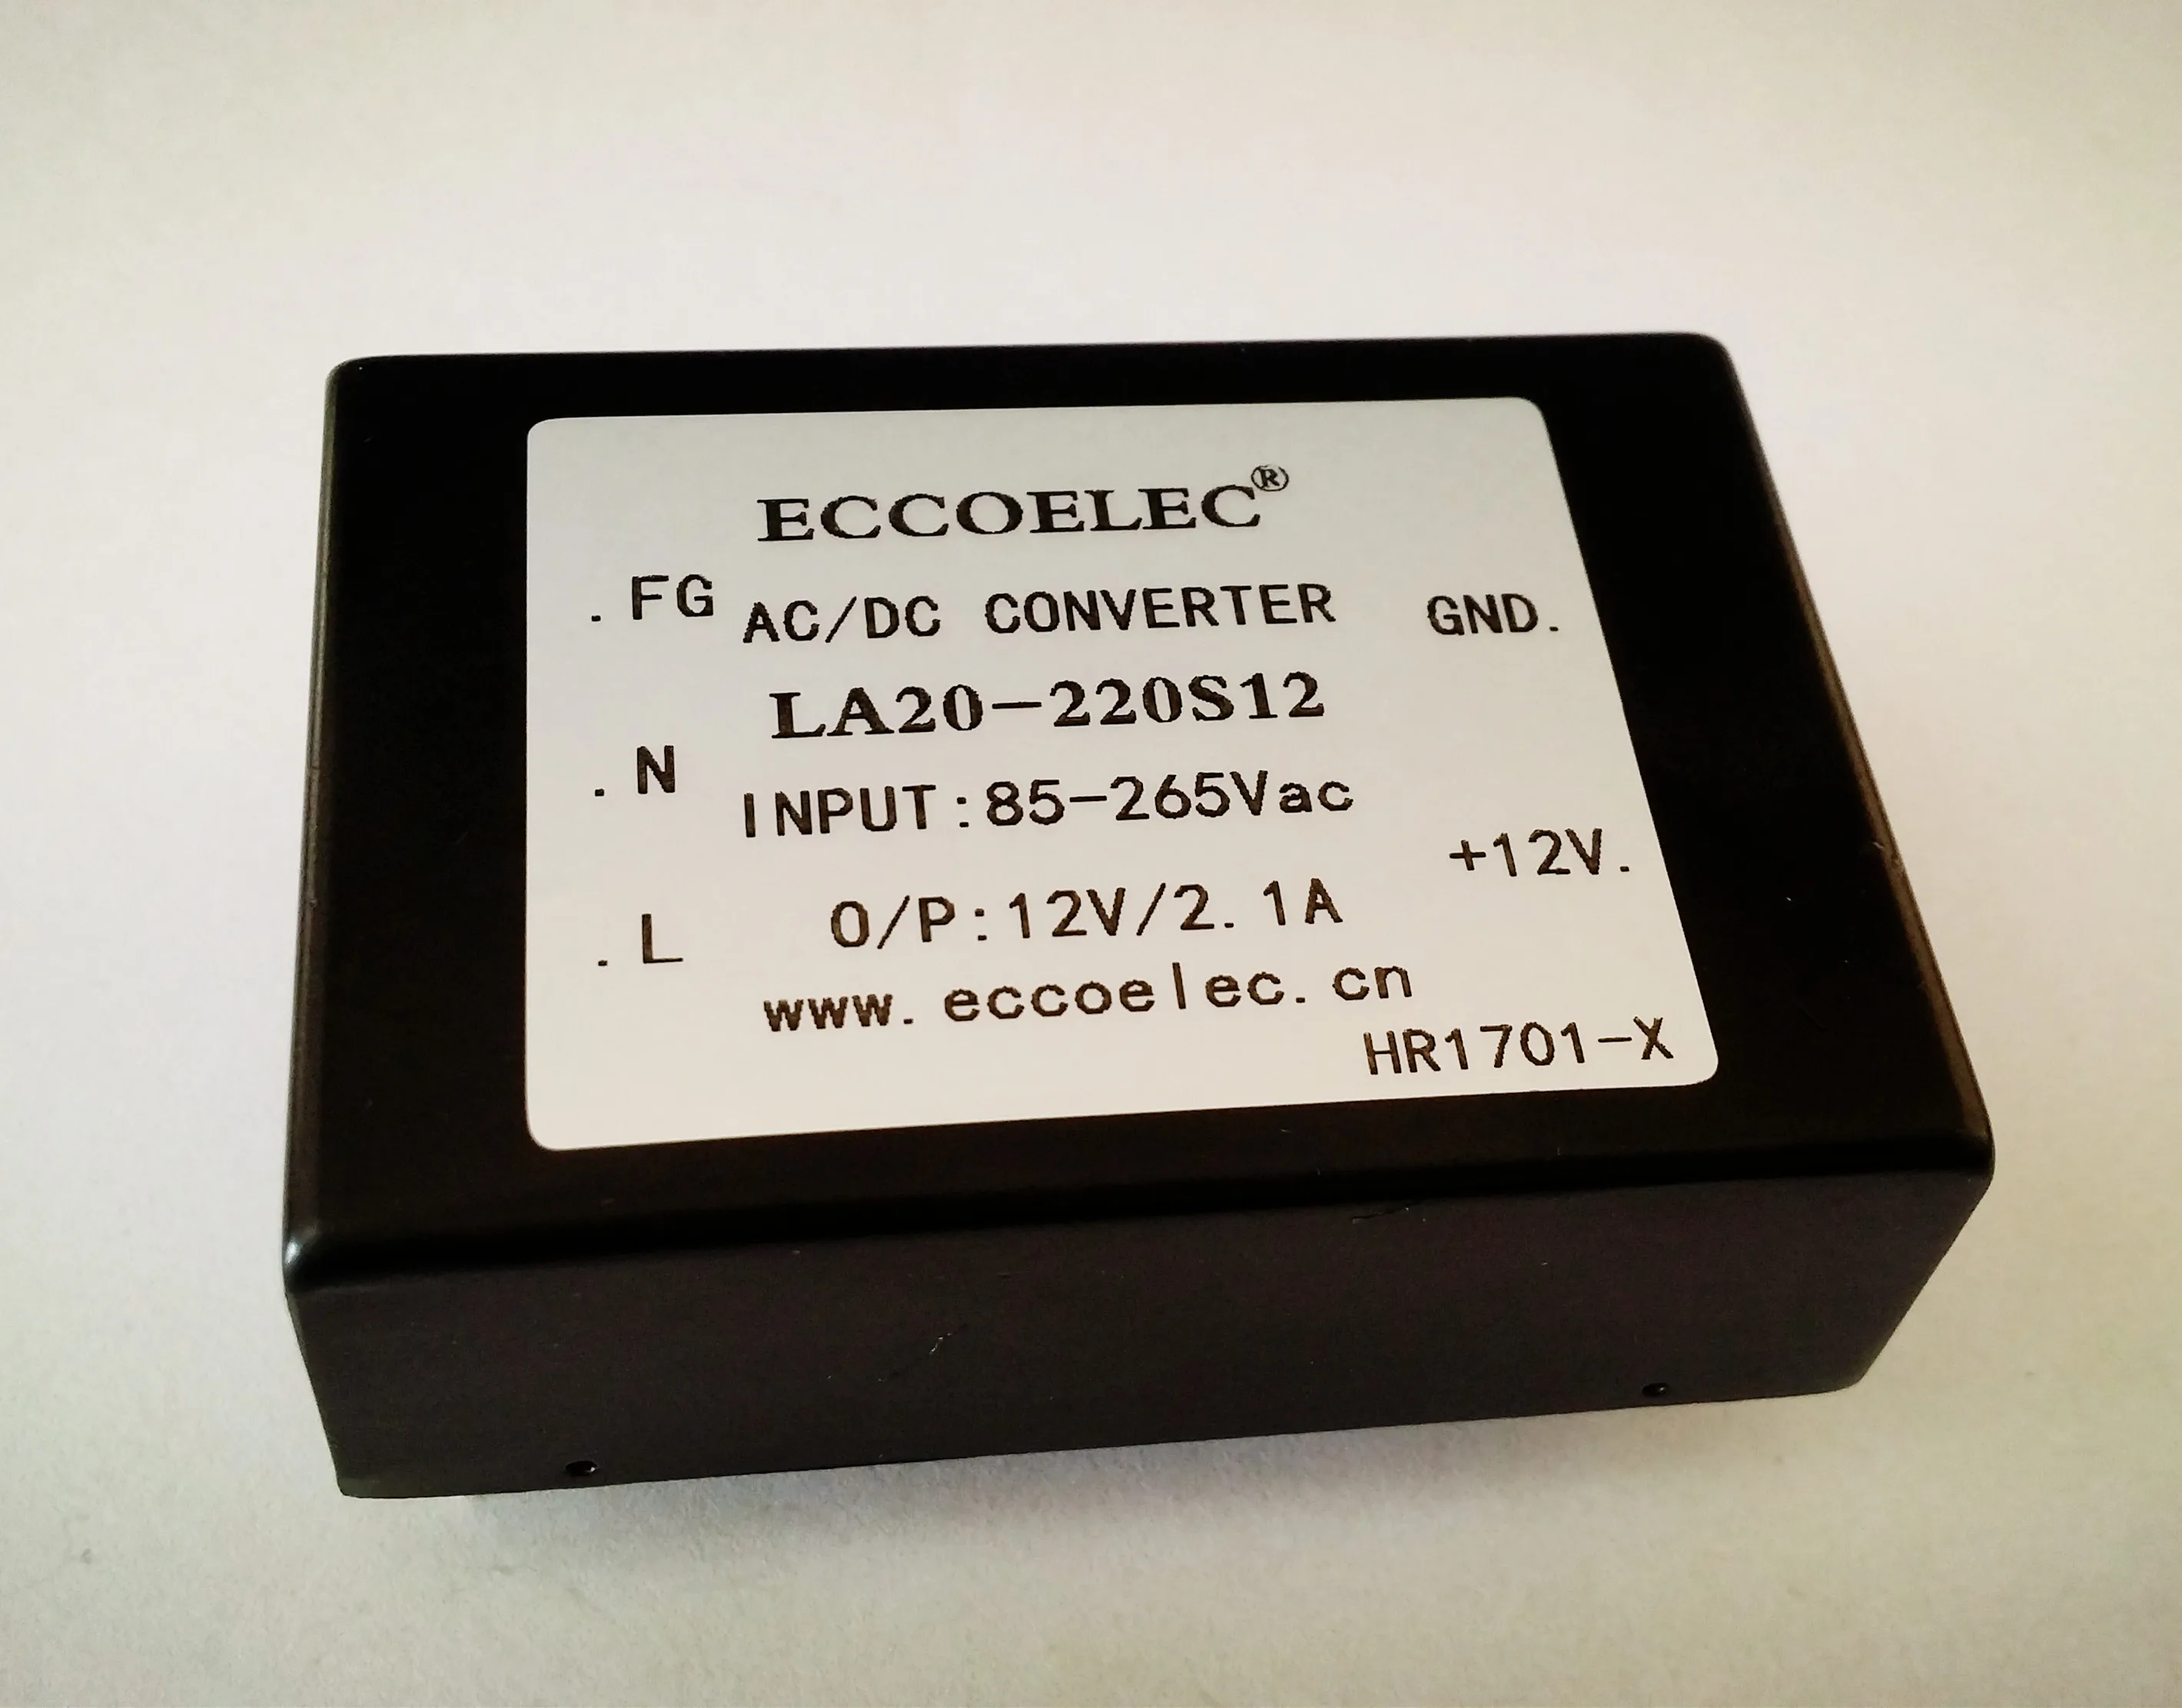 ECCOELEC®
. FG AC/DC CONVERTER GND.
LA20-220S12
. N
INPUT:85-265Vac
+12V.
. L O/P:12V/2.1A
www.eccoelec.cn
HR1701-X